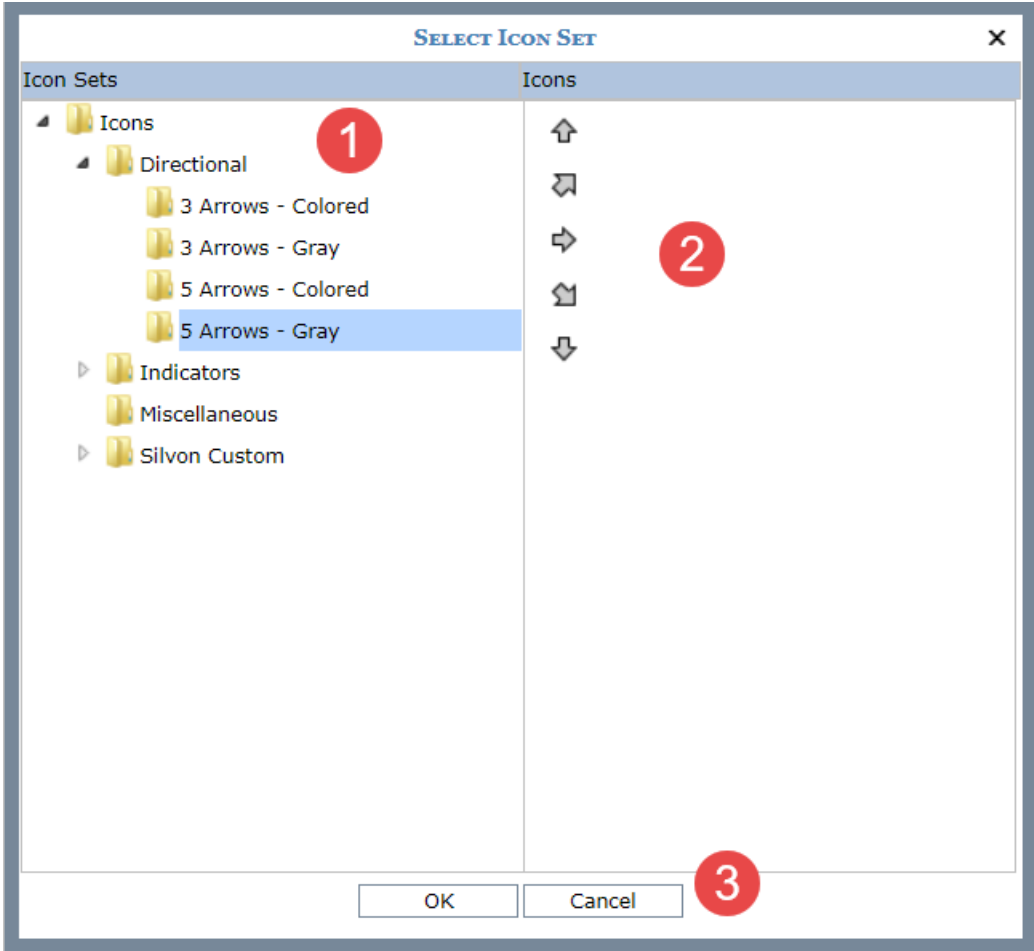 Select Icon Set
Icon Sets
Icons
Icons
1
Directional
3 Arrows - Colored
3 Arrows - Gray
5 Arrows - Colored
5 Arrows - Gray
Indicators
Miscellaneous
Silvon Custom
2
OK
Cancel
3